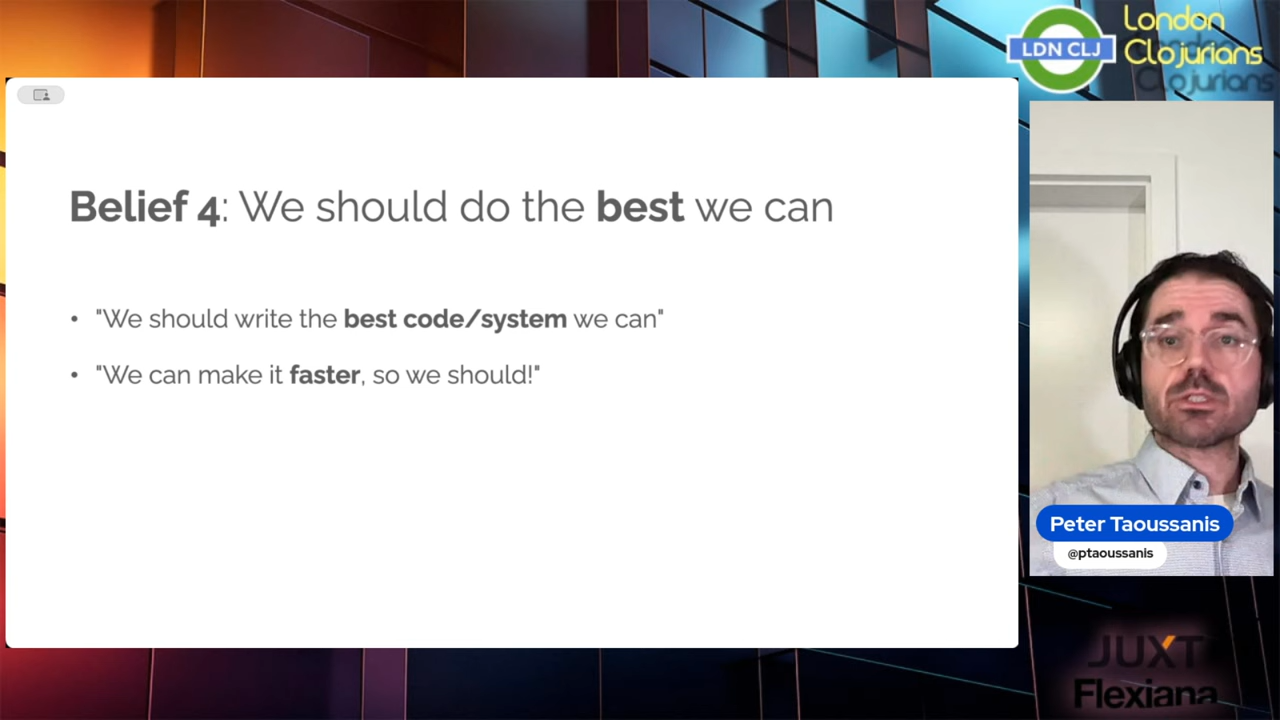 LDN CLJ
London
Clojurians
Clojurians
Belief 4: We should do the best we can
• "We should write the best code/system we can"
• "We can make it faster, so we should!"
Peter Taoussanis
@ptaoussanis
JUXT
Flexiana